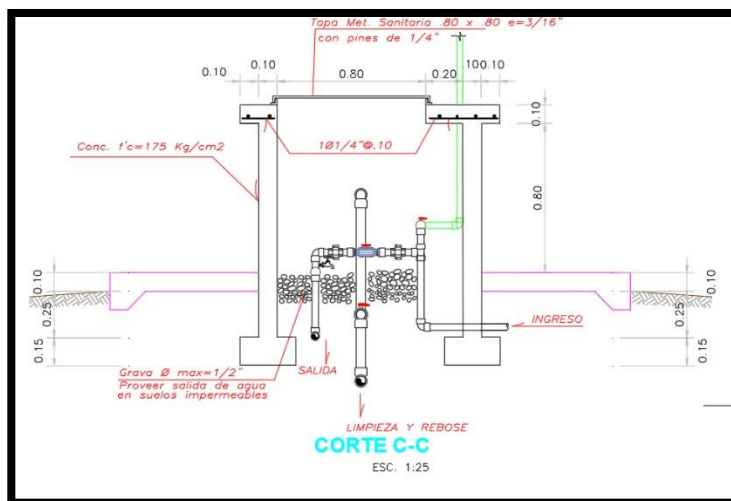 Tapa Met. Sanitaria .80 x .80 e=3/16"
con pines de 1/4"
0.10
0.10
0.80
0.20
.100.10
0.10
Conc. f'c=175 Kg/cm2
1Ø1/4"@.10
0.80
0.10
0.25
0.15
0.10
0.25
0.15
INGRESO
Grava Ø max=1/2"
Proveer salida de agua
en suelos impermeables
SALIDA
LIMPIEZA Y REBOSE
CORTE C-C
ESC. 1:25